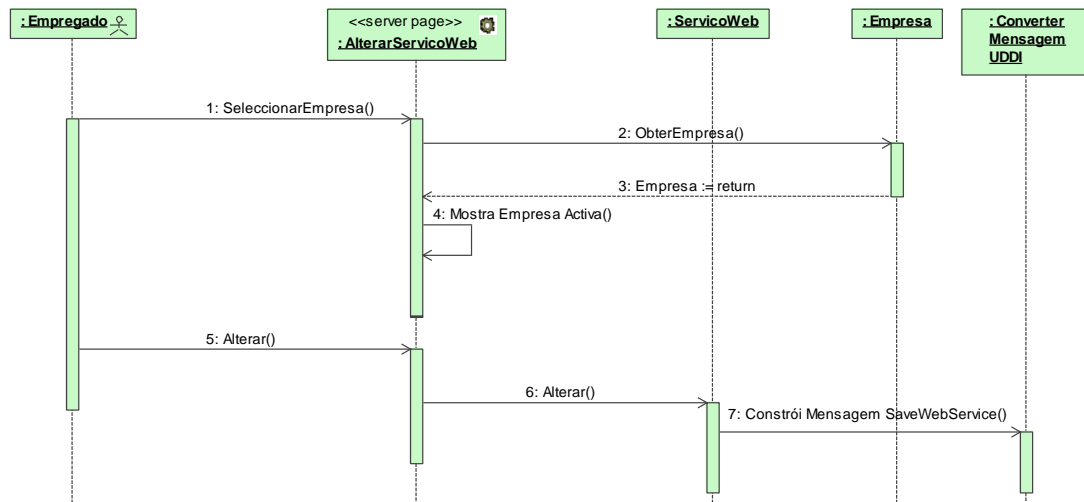 : Empregado
<<server page>>
: AlterarServicoWeb
: ServicoWeb
: Empresa
: Converter
Mensagem
UDDI
1: SeleccionarEmpresa()
2: ObterEmpresa()
3: Empresa := return
4: Mostra Empresa Activa()
5: Alterar()
6: Alterar()
7: Constrói Mensagem SaveWebService()